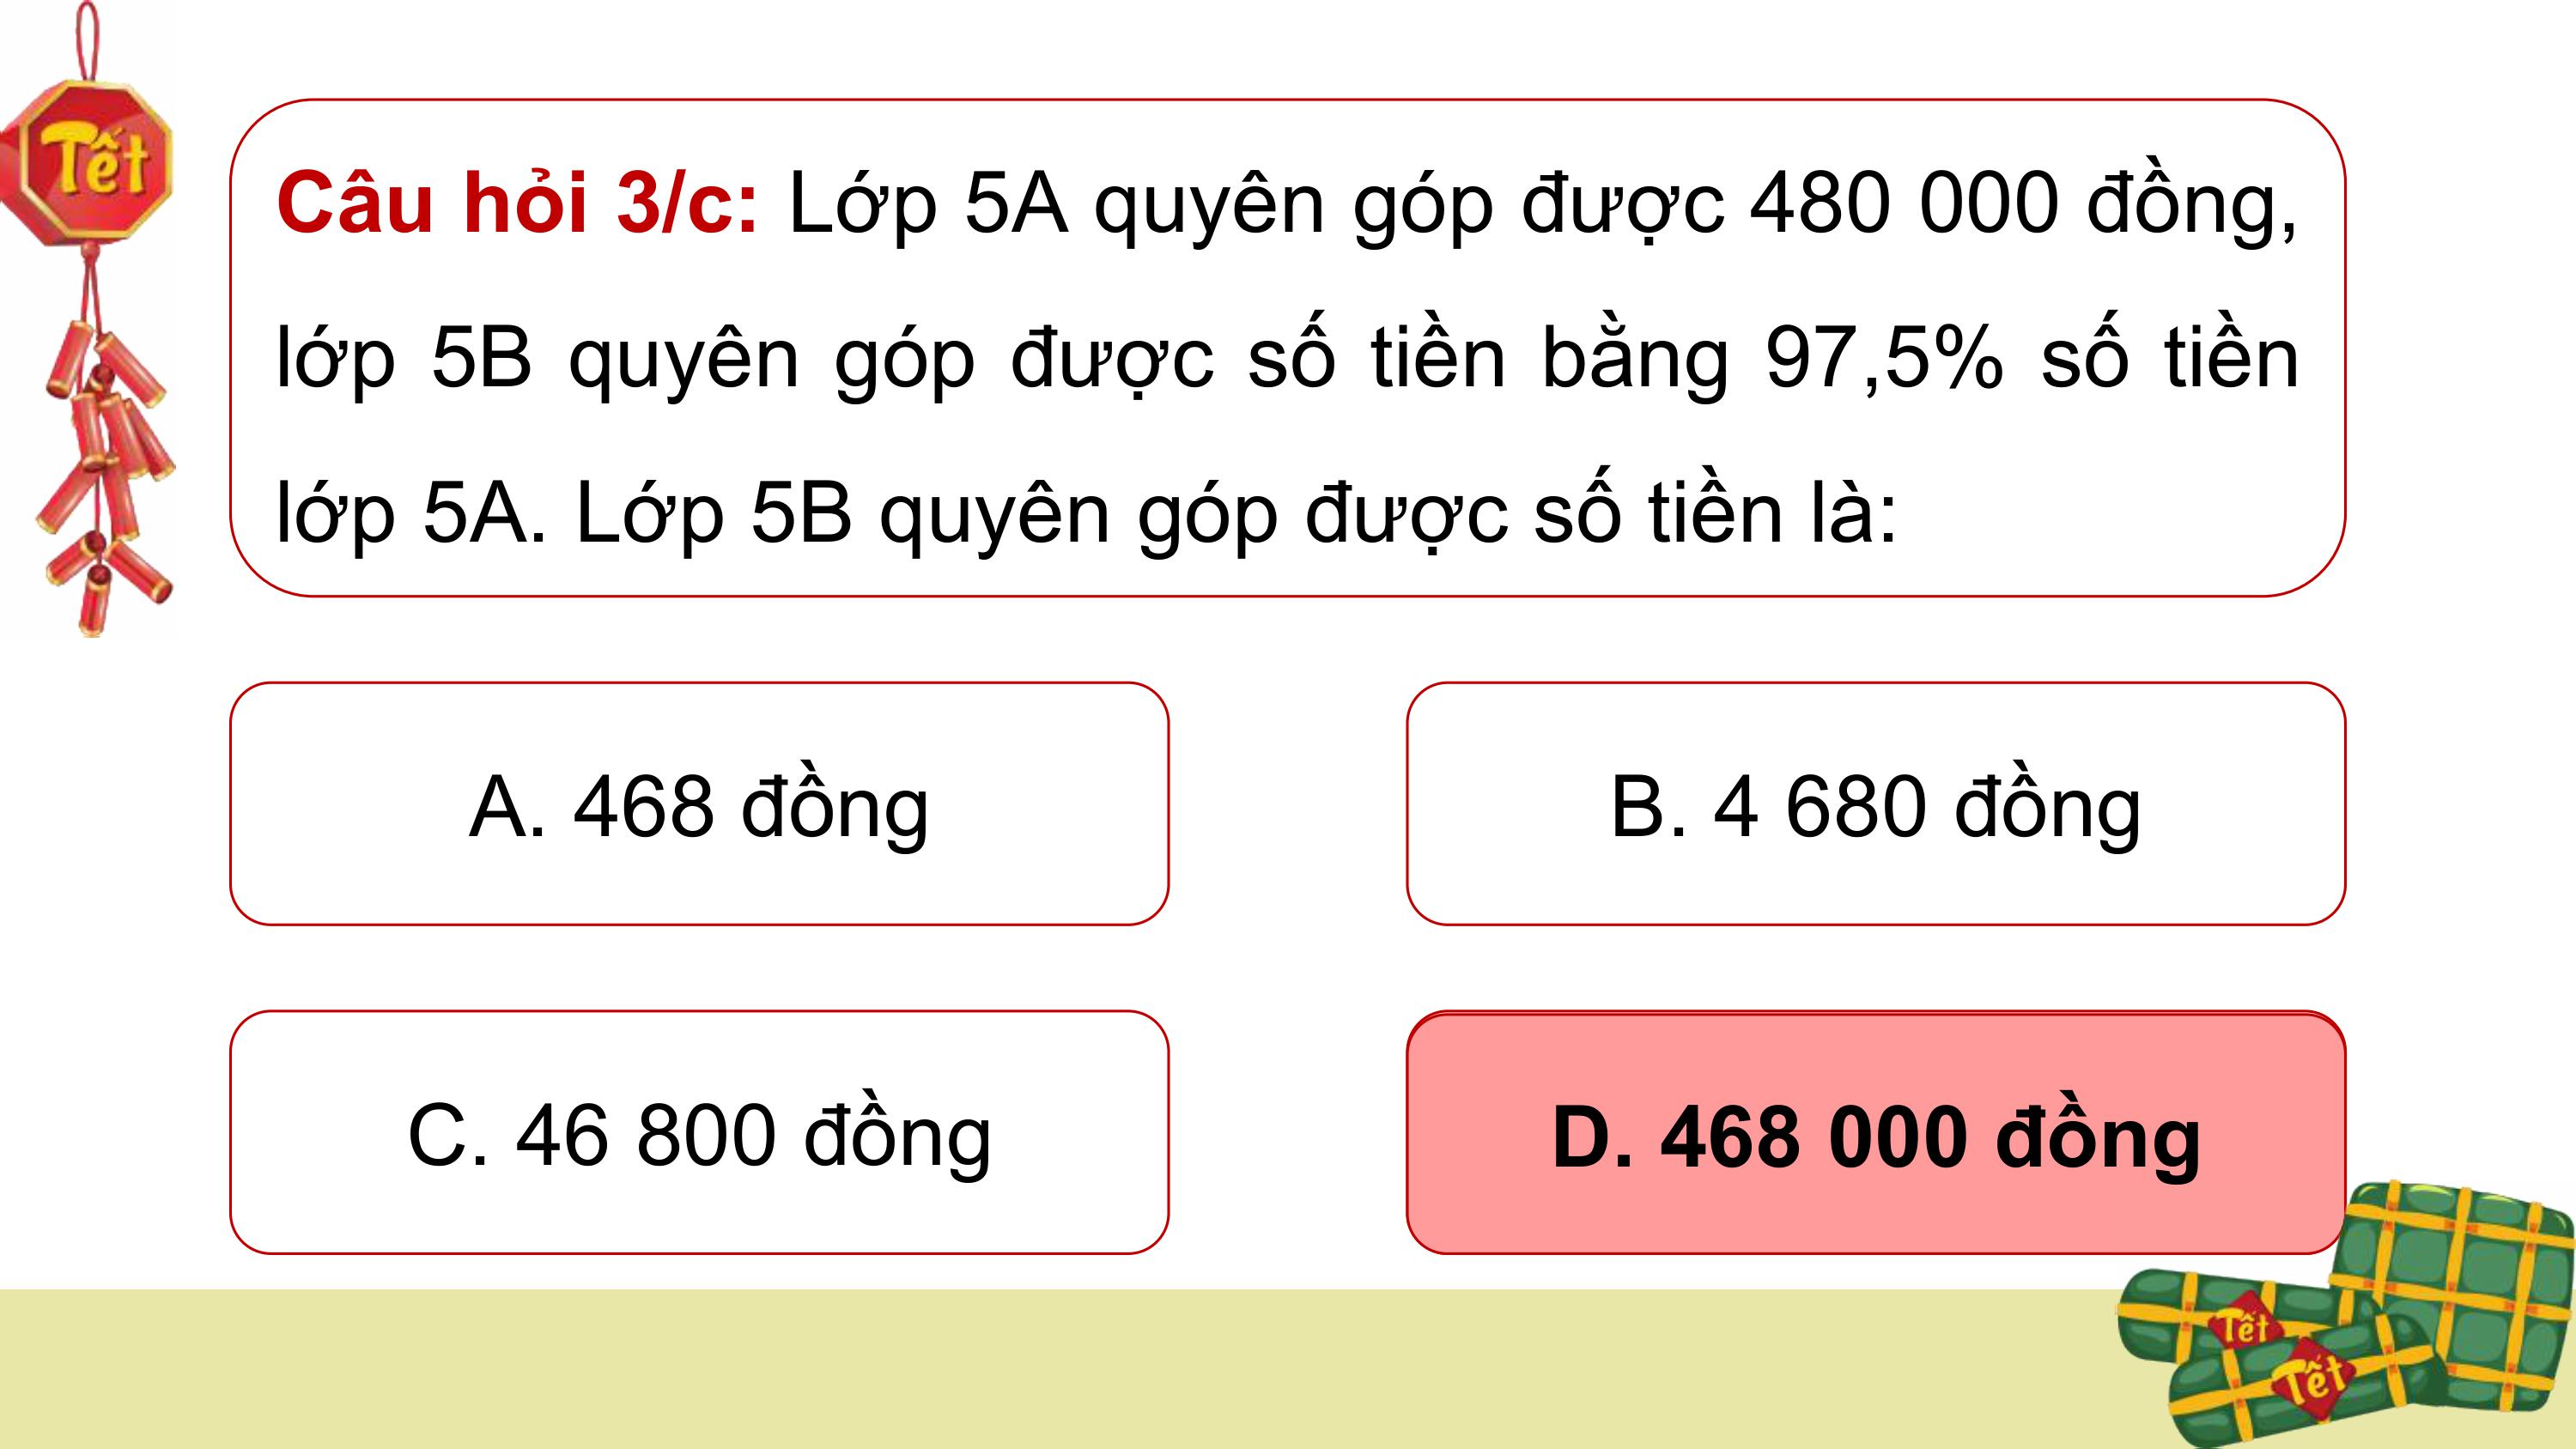 Tết
Câu hỏi 3/c: Lớp 5A quyên góp được 480 000 đồng,
lớp 5B quyên góp được số tiền bằng 97,5% số tiền
lớp 5A. Lớp 5B quyên góp được số tiền là:
A. 468 đồng
B. 4 680 đồng
C. 46 800 đồng
D. 468 000 đồng
Tết
Tết